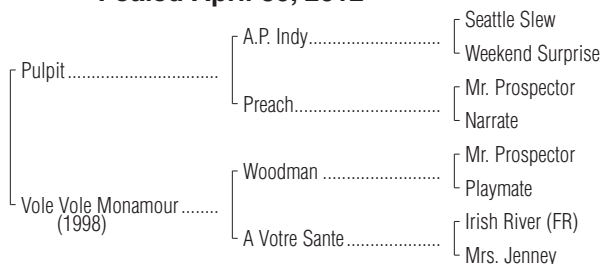 Foaled April 2012
Seattle Slew
A.P. Indy
Weekend Surprise
Pulpit
Mr. Prospector
Preach
Narrate
Mr. Prospector
Woodman
Playmate
Vole Vole Monamour
(1998)
Irish River (FR)
A Votre Sante
Mrs. Jenney